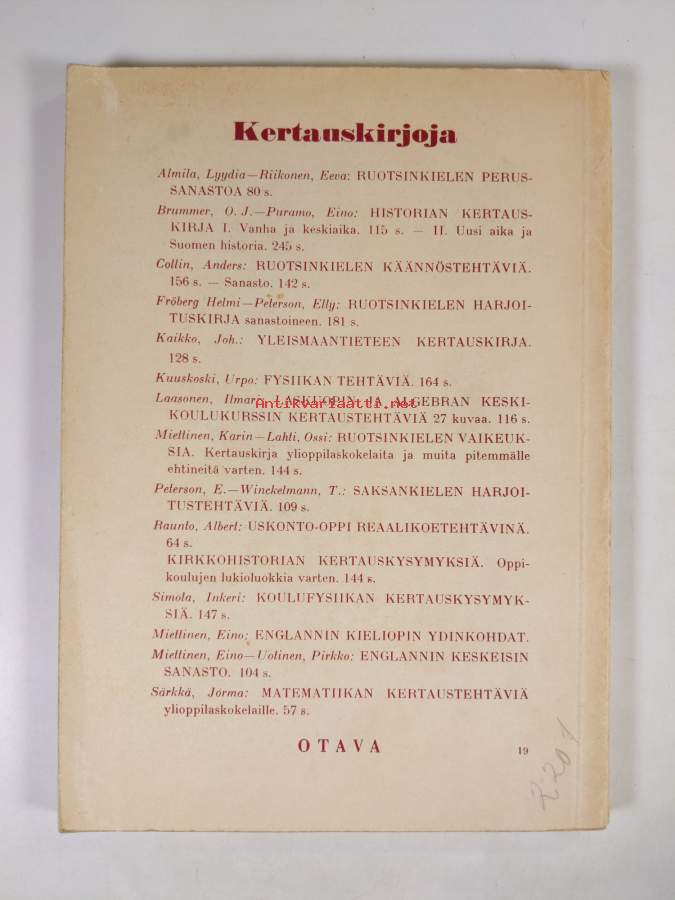 Kertauskirjoja
Almila, Lyydia—Riikonen, Eeva: RUOTSINKIELEN PERUS-
SANASTOA 80 s.
Brummer, O. J.—Puramo, Eino: HISTORIAN KERTAUS-
KIRJA I. Vanha ja keskiaika. 115 s. — II. Uusi aika ja
Suomen historia. 245 s.
Collin, Anders: RUOTSINKIELEN KÄÄNNÖSTEHTÄVIÄ.
156 s. — Sanasto. 142 s.
Fröberg Helmi—Peterson, Elly: RUOTSINKIELEN HARJOI-
TUSKIRJA sanastoineen. 181 s.
Kaikko, Joh.: YLEISMAANTIETEEN KERTAUSKIRJA.
128 s.
Kuuskoski, Urpo: FYSIIKAN TEHTÄVIÄ. 164 s.
Laasonen, Ilmari: LASKUOPIN JA ALGEBRAN KESKI-
Antikvariaatti.net
KOULUKURSSIN KERTAUSTEHTÄVIÄ 27 kuvaa. 116 s.
Miettinen, Karin—Lahti, Ossi: RUOTSINKIELEN VAIKEUK-
SIA. Kertauskirja ylioppilaskokelaita ja muita pitemmälle
ehtineitä varten. 144 s.
Peterson, E.—Winckelmann, T.: SAKSANKIELEN HARJOI-
TUSTEHTÄVIÄ. 109 s.
Raunto, Albert: USKONTO-OPPI REAALIKOETEHTÄVINÄ.
64 s.
KIRKKOHISTORIAN KERTAUSKYSYMYKSIÄ. Oppi-
koulujen lukioluokkia varten. 144 s.
Simola, Inkeri: KOULUFYSIIKAN KERTAUSKYSYMYK-
SIÄ. 147 s.
Miettinen, Eino: ENGLANNIN KIELIOPIN YDINKOHDAT.
Miettinen, Eino—Uotinen, Pirkko: ENGLANNIN KESKEISIN
SANASTO. 104 s.
Särkkä, Jorma: MATEMATIIKAN KERTAUSTEHTÄVIÄ
ylioppilaskokelaille. 57 s.
OTAVA
19